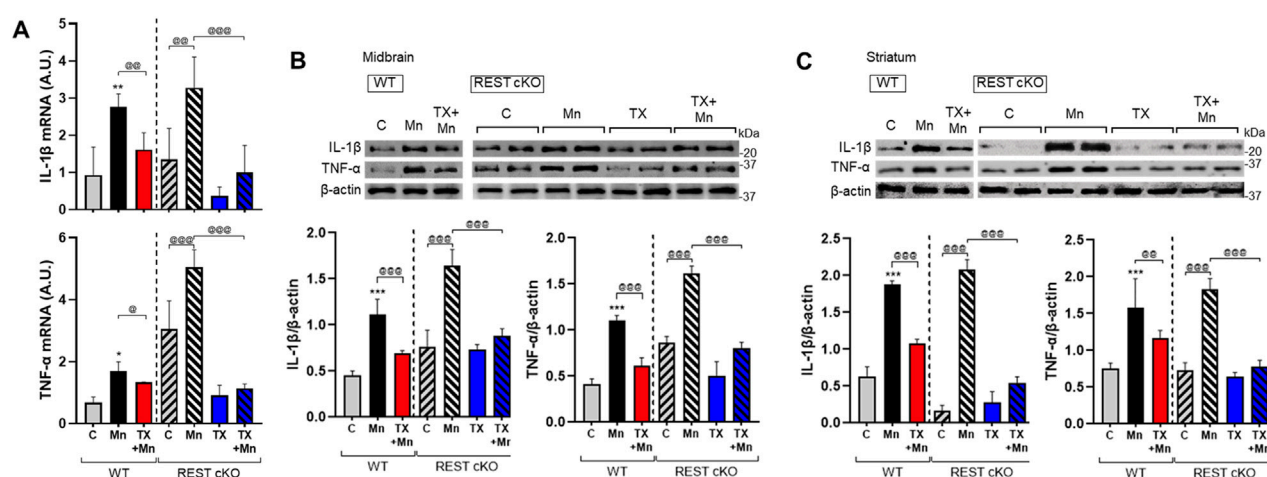 A
IL-1β mRNA (A.U.)
5
4
3
2
1
0
**
@@
@@
@@@
TNF-α mRNA (A.U.)
6
4
2
0
*
@
@@@
@@@
C Mn TX +Mn C Mn TX TX +Mn
WT REST cKO
B Midbrain
WT REST cKO
C Mn TX+ Mn C Mn TX TX+ Mn
kDa
IL-1β -20
TNF-α -37
β-actin -37
IL-1β/β-actin
2.0
1.5
1.0
0.5
0.0
***
@@@
@@@
@@@
C Mn TX +Mn C Mn TX TX +Mn
WT REST cKO
TNF-α/β-actin
2.0
1.5
1.0
0.5
0.0
***
@@@
@@@
@@@
C Mn TX +Mn C Mn TX TX +Mn
WT REST cKO
C Striatum
WT REST cKO
C Mn TX+ Mn C Mn TX TX+ Mn
kDa
IL-1β -20
TNF-α -37
β-actin -37
IL-1β/β-actin
2.5
2.0
1.5
1.0
0.5
0.0
***
@@@
@@@
@@@
C Mn TX +Mn C Mn TX TX +Mn
WT REST cKO
TNF-α/β-actin
2.5
2.0
1.5
1.0
0.5
0.0
***
@@
@@@
@@@
C Mn TX +Mn C Mn TX TX +Mn
WT REST cKO